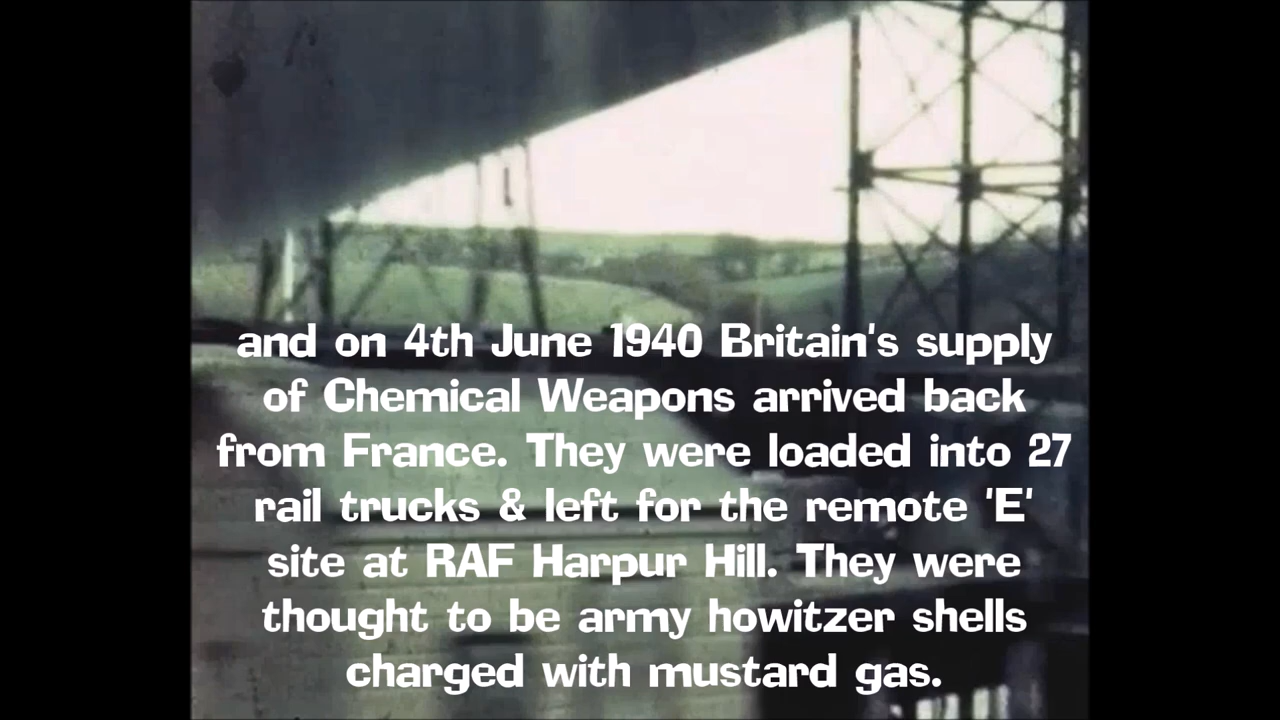 and on 4th June 1940 Britain's supply
of Chemical Weapons arrived back
from France. They were loaded into 27
rail trucks & left for the remote 'E'
site at RAF Harpur Hill. They were
thought to be army howitzer shells
charged with mustard gas.